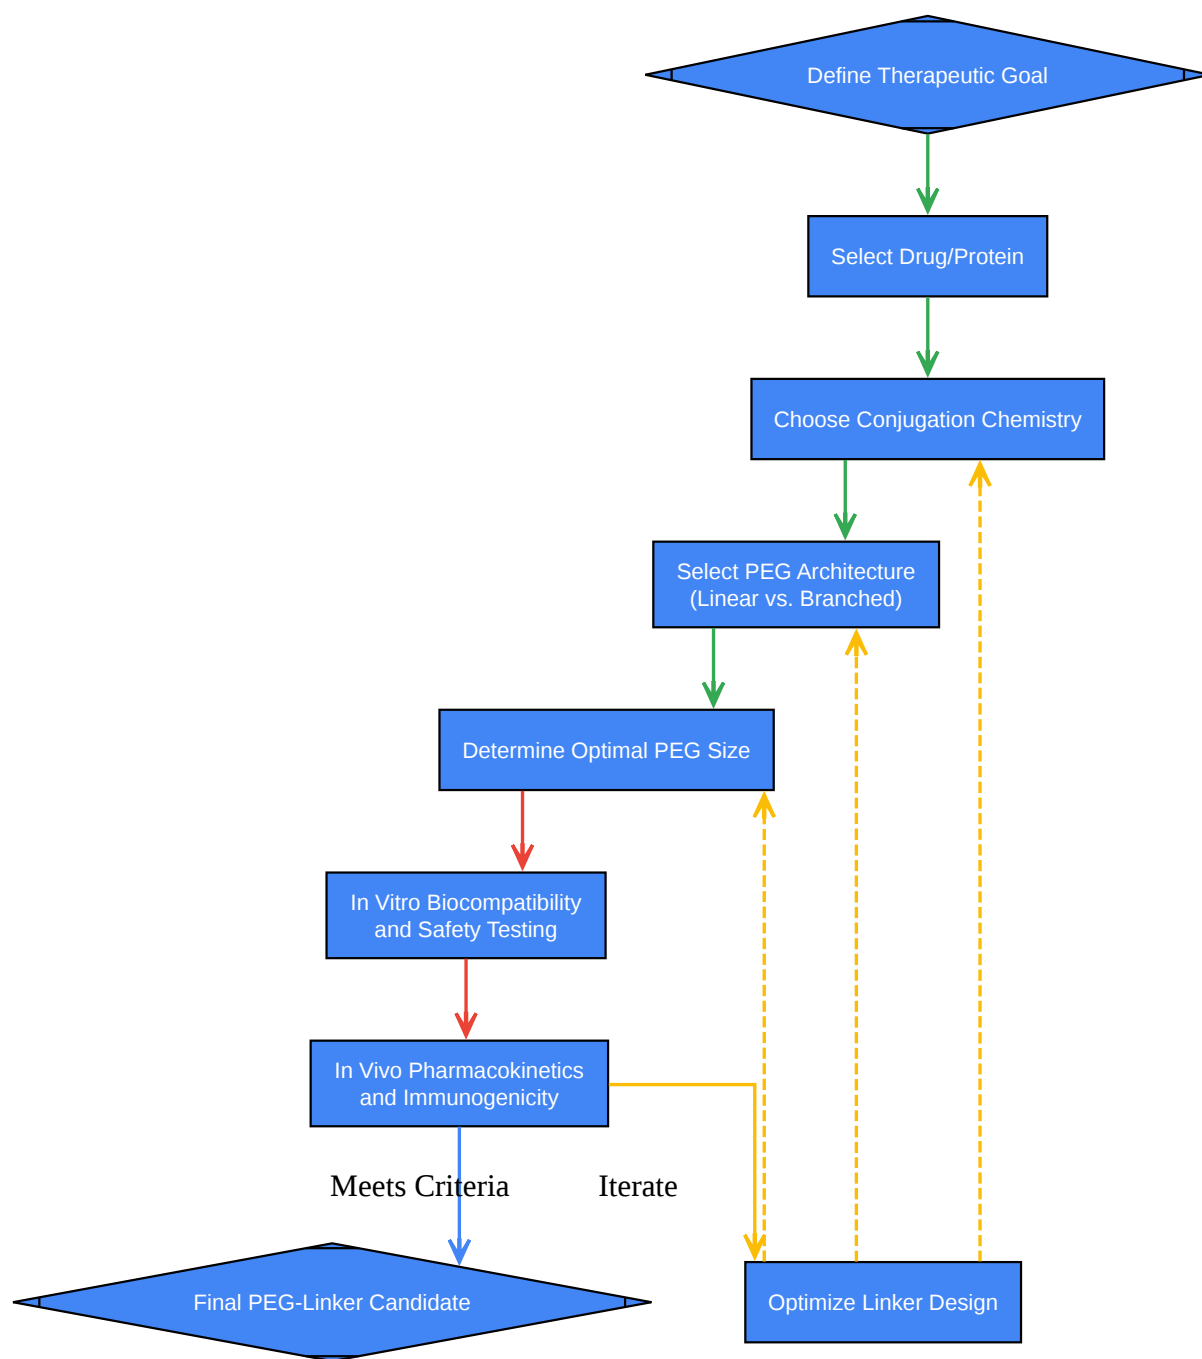 Define Therapeutic Goal
Select Drug/Protein
Choose Conjugation Chemistry
Select PEG Architecture
(Linear vs. Branched)
Determine Optimal PEG Size
In Vitro Biocompatibility
and Safety Testing
In Vivo Pharmacokinetics
and Immunogenicity
Meets Criteria
Iterate
Final PEG-Linker Candidate
Optimize Linker Design